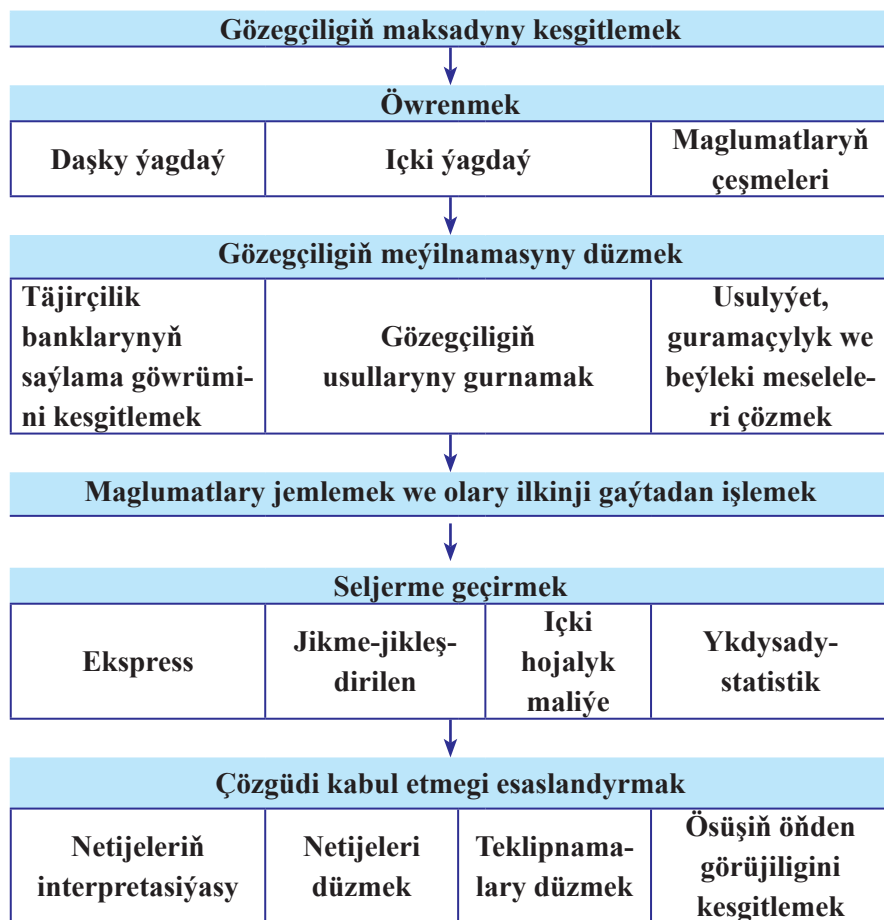 Gözegçiligiň maksadyny kesgitlemek
Öwrenmek
Daşky ýagdaý
Içki ýagdaý
Maglumatlaryň
çeşmeleri
Gözegçiligiň meýilnamasyny düzmek
Täjirçilik
banklarynyň
saýlama göwrümi-
ni kesgitlemek
Gözegçiligiň
usullaryny gurnamak
Usulyýet,
guramaçylyk we
beýleki meselele-
ri çözmek
Maglumatlary jemlemek we olary ilkinji gaýtadan işlemek
Seljerme geçirmek
Ekspress
Jikme-jikleş-
dirilen
Içki
hojalyk
maliýe
Ykdysady-
statistik
Çözgüdi kabul etmegi esaslandyrmak
Netijeleriň
interpretasiýasy
Netijeleri
düzmek
Teklipnama-
lary düzmek
Ösüşiň öňden
görüjiligini
kesgitlemek